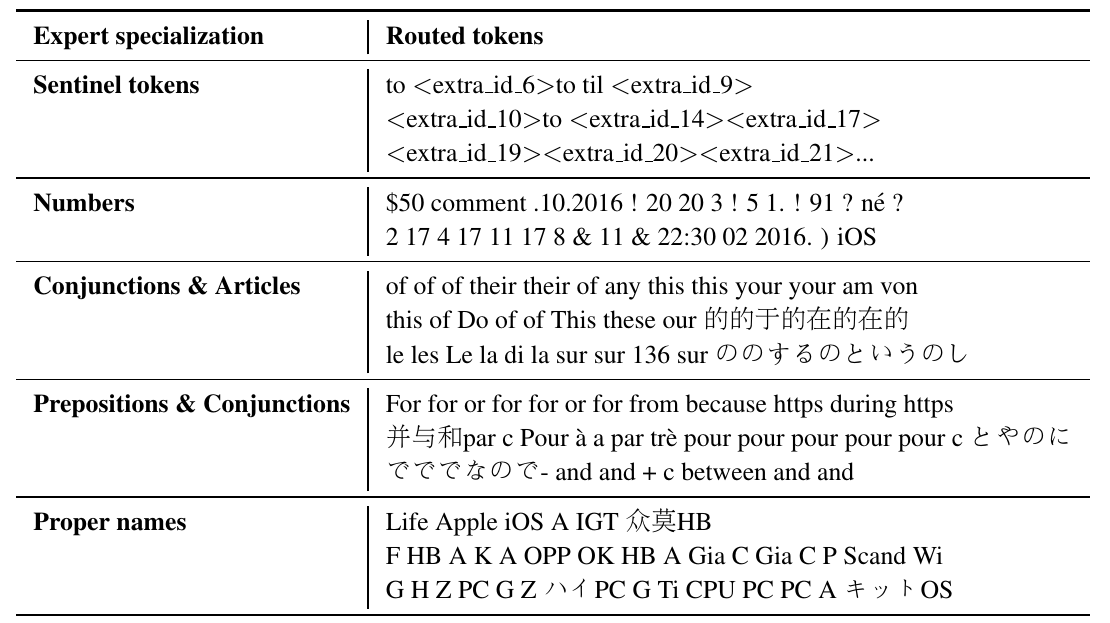 Expert specialization Routed tokens
Sentinel tokens to <extra_id_6>to til <extra_id_9>
<extra_id_10>to <extra_id_14><extra_id_17>
<extra_id_19><extra_id_20><extra_id_21>...
Numbers $50 comment .10.2016 ! 20 20 3 ! 5 1. ! 91 ? né ?
2 17 4 17 11 17 8 & 11 & 22:30 02 2016. ) iOS
Conjunctions & Articles of of of their their of any this this your your am von
this of Do of of This these our 的的于的在的在的
le les Le la di la sur sur 136 sur ののするのというのし
Prepositions & Conjunctions For for or for for or for from because https during https
并与和par c Pour à a par trè pour pour pour pour pour c とやのに
でででなので- and and + c between and and
Proper names Life Apple iOS A IGT 众莫HB
F HB A K A OPP OK HB A Gia C Gia C P Scand Wi
G H Z PC G Z ハイPC G Ti CPU PC PC A キットOS